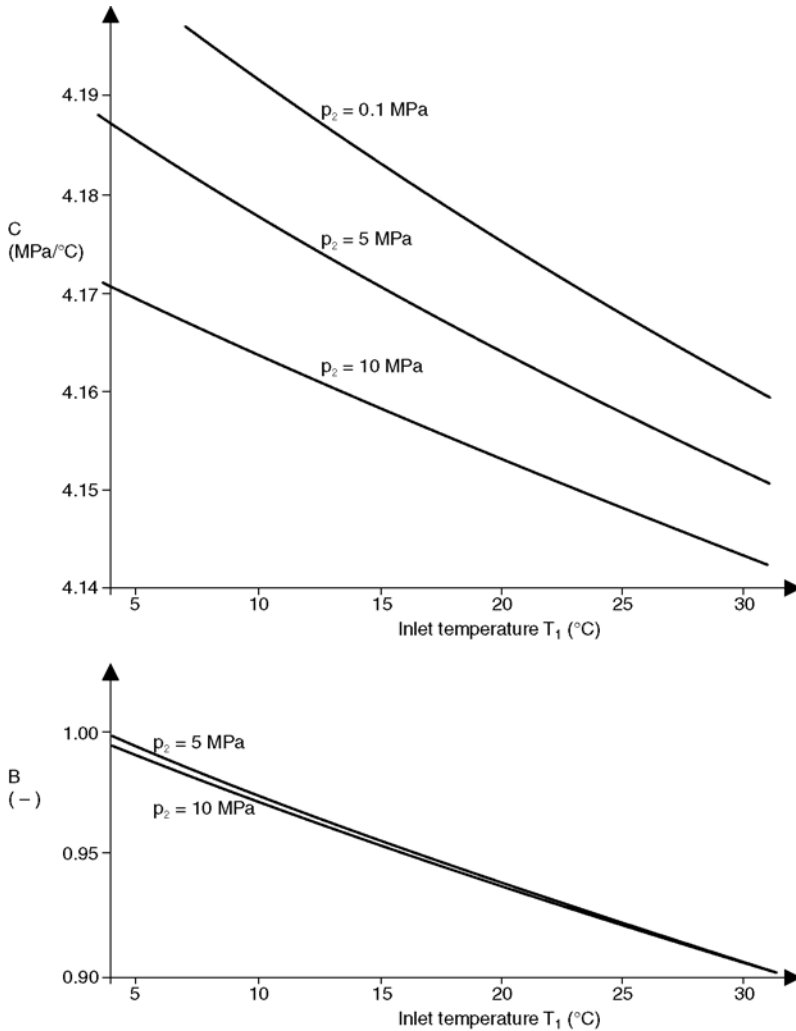 4.19
p₂ = 0.1 MPa
4.18
C
(MPa/°C)
p₂ = 5 MPa
4.17
p₂ = 10 MPa
4.16
4.15
4.14
5 10 15 20 25 30
Inlet temperature T₁ (°C)
1.00
p₂ = 5 MPa
B
(–)
p₂ = 10 MPa
0.95
0.90
5 10 15 20 25 30
Inlet temperature T₁ (°C)